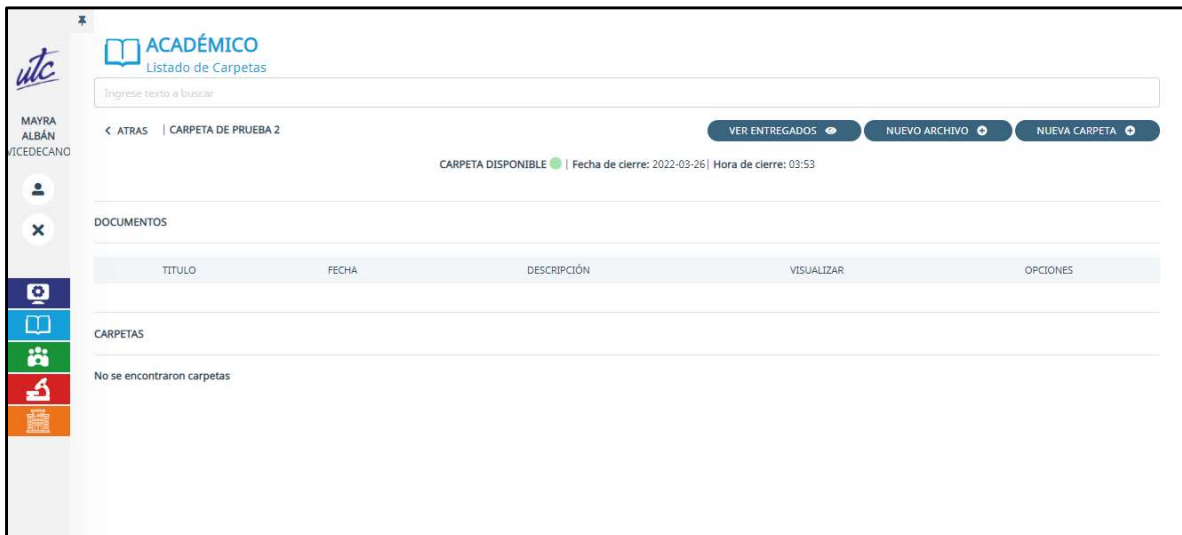 utc
MAYRA
ALBÁN
VICEDECANO
ACADÉMICO
Listado de Carpetas
Ingrese texto a buscar
ATRAS | CARPETA DE PRUEBA 2
VER ENTREGADOS
NUEVO ARCHIVO
NUEVA CARPETA
CARPETA DISPONIBLE | Fecha de cierre: 2022-03-26| Hora de cierre: 03:53
DOCUMENTOS
TITULO FECHA DESCRIPCIÓN VISUALIZAR OPCIONES
CARPETAS
No se encontraron carpetas